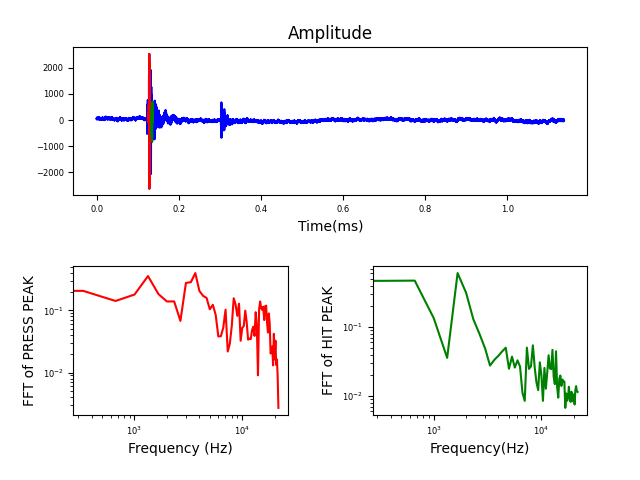 Amplitude
2000
1000
0
−1000
−2000
0.0 0.2 0.4 0.6 0.8 1.0
Time(ms)
FFT of PRESS PEAK
10⁻¹
10⁻²
10³ 10⁴
Frequency (Hz)
FFT of HIT PEAK
10⁻¹
10⁻²
10³ 10⁴
Frequency(Hz)